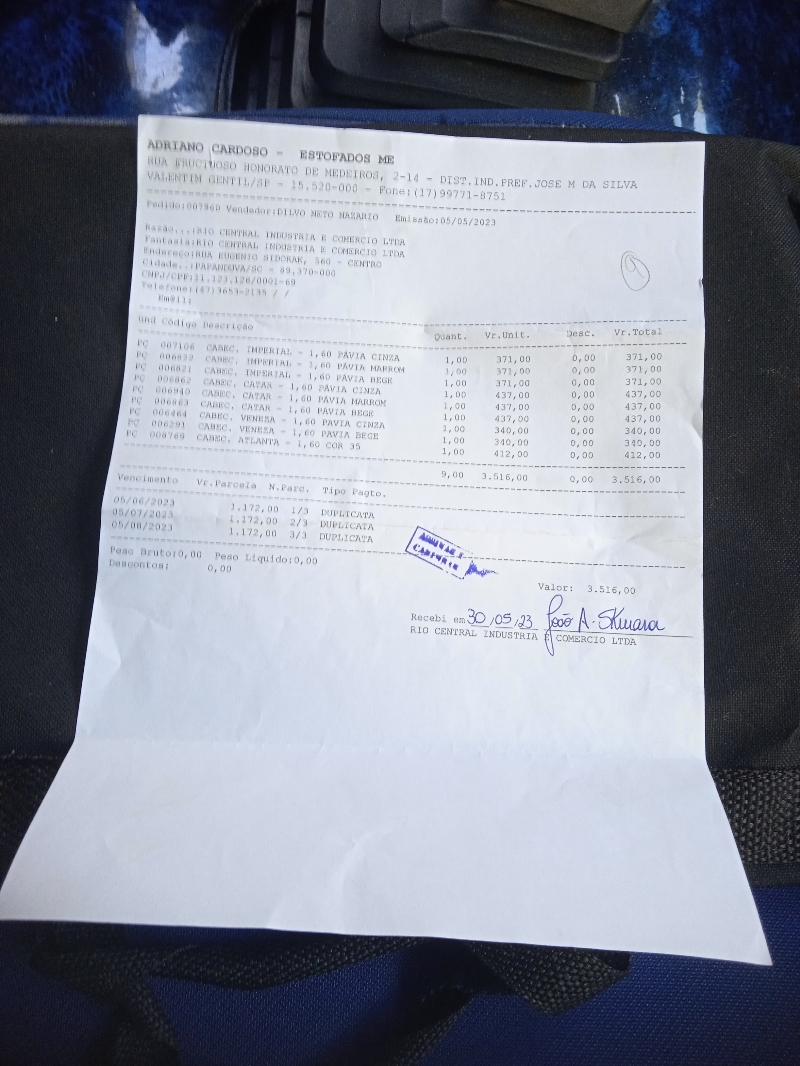 ADRIANO CARDOSO - ESTOFADOS ME
RUA FRUCTUOSO HONORATO DE MEDEIROS, 2-14 - DIST.IND.PREF.JOSE M DA SILVA
VALENTIM GENTIL/SP - 15.520-000 - Fone:(17)99771-8751
Vendedor:DILVO NETO NAZARIO Emissão:05/05/2023
Razão...:RIO CENTRAL INDUSTRIA E COMERCIO LTDA
Fantasia:RIO CENTRAL INDUSTRIA E COMERCIO LTDA
Endereço:RUA EUGENIO SIDORAK, 560 - CENTRO
Cidade..:PAPANDUVA/SC - 89.370-000
CNPJ/CPF:11.123.126/0001-69
Telefone:(47)3653-2135 / /
Email:
Und Código Descrição Quant. Vr.Unit. Desc. Vr.Total
PC 007106 CABEC. IMPERIAL - 1,60 PÁVIA CINZA 1,00 371,00 0,00 371,00
PC 006822 CABEC. IMPERIAL - 1,60 PÁVIA MARROM 1,00 371,00 0,00 371,00
PC 006821 CABEC. IMPERIAL - 1,60 PÁVIA BEGE 1,00 371,00 0,00 371,00
PC 006862 CABEC. CATAR - 1,60 PÁVIA CINZA 1,00 437,00 0,00 437,00
PC 006940 CABEC. CATAR - 1,60 PÁVIA MARROM 1,00 437,00 0,00 437,00
PC 006863 CABEC. CATAR - 1,60 PÁVIA BEGE 1,00 437,00 0,00 437,00
PC 006464 CABEC. VENEZA - 1,60 PAVIA CINZA 1,00 340,00 0,00 340,00
PC 006291 CABEC. VENEZA - 1,60 PÁVIA BEGE 1,00 340,00 0,00 340,00
PC 008769 CABEC. ATLANTA - 1,60 COR 35 1,00 412,00 0,00 412,00
9,00 3.516,00 0,00 3.516,00
Vencimento Vr.Parcela N.Parc. Tipo Pagto.
05/06/2023 1.172,00 1/3 DUPLICATA
05/07/2023 1.172,00 2/3 DUPLICATA
05/08/2023 1.172,00 3/3 DUPLICATA
Peso Bruto:0,00 Peso Líquido:0,00
Descontos: 0,00
Valor: 3.516,00
Recebi em 30/05/23 João A.
RIO CENTRAL INDUSTRIA E COMERCIO LTDA